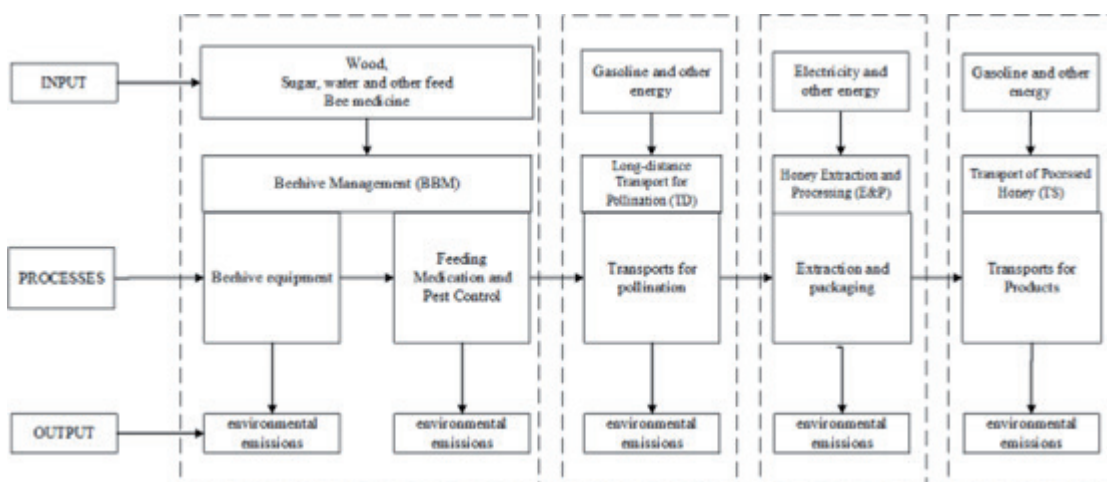 INPUT
Wood,
Sugar, water and other feed
Bee medicine
Gasoline and other
energy
Electricity and
other energy
Gasoline and other
energy
Beehive Management (BBM)
Long-distance
Transport for
Pollination (TD)
Honey Extraction and
Processing (E&P)
Transport of Pocessed
Honey (TS)
PROCESSES
Beehive equipment
Feeding
Medication and
Pest Control
Transports for
pollination
Extraction and
packaging
Transports for
Products
OUTPUT
environmental
emissions
environmental
emissions
environmental
emissions
environmental
emissions
environmental
emissions